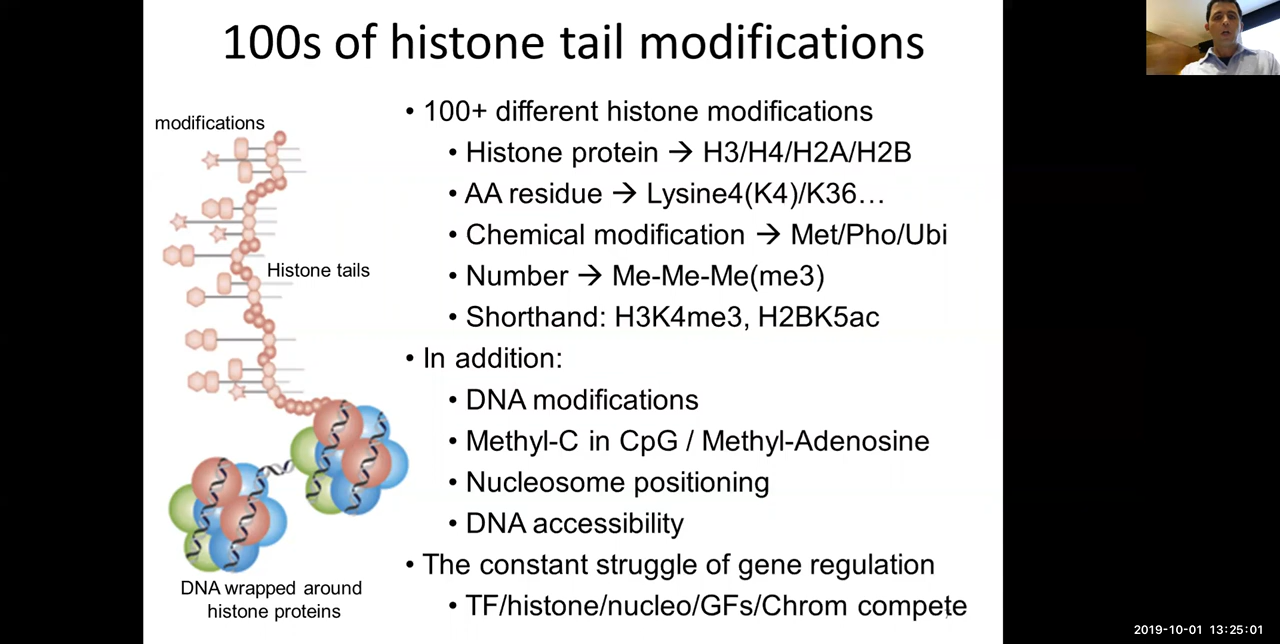 100s of histone tail modifications
modifications
Histone tails
DNA wrapped around
histone proteins
• 100+ different histone modifications
• Histone protein → H3/H4/H2A/H2B
• AA residue → Lysine4(K4)/K36…
• Chemical modification → Met/Pho/Ubi
• Number → Me-Me-Me(me3)
• Shorthand: H3K4me3, H2BK5ac
• In addition:
• DNA modifications
• Methyl-C in CpG / Methyl-Adenosine
• Nucleosome positioning
• DNA accessibility
• The constant struggle of gene regulation
• TF/histone/nucleo/GFs/Chrom compete
2019-10-01 13:25:01